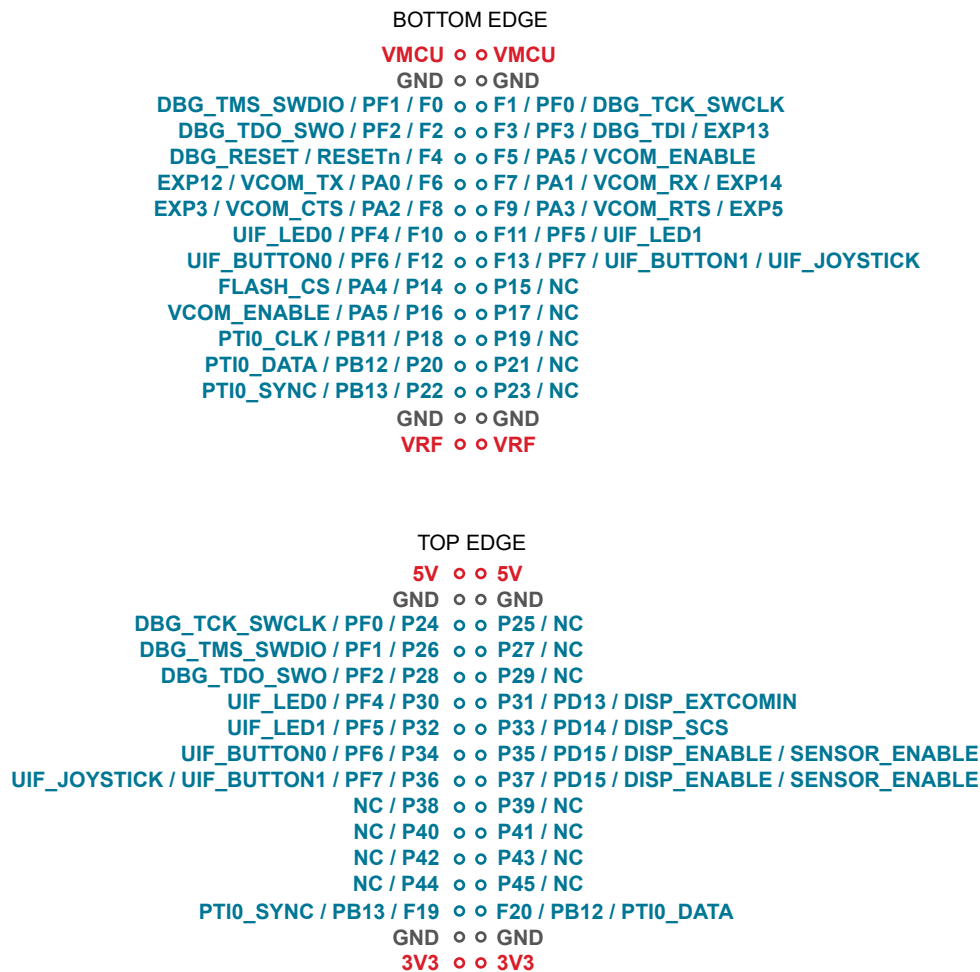 BOTTOM EDGE
VMCU VMCU
GND GND
DBG_TMS_SWDIO / PF1 / F0 F1 / PF0 / DBG_TCK_SWCLK
DBG_TDO_SWO / PF2 / F2 F3 / PF3 / DBG_TDI / EXP13
DBG_RESET / RESETn / F4 F5 / PA5 / VCOM_ENABLE
EXP12 / VCOM_TX / PA0 / F6 F7 / PA1 / VCOM_RX / EXP14
EXP3 / VCOM_CTS / PA2 / F8 F9 / PA3 / VCOM_RTS / EXP5
UIF_LED0 / PF4 / F10 F11 / PF5 / UIF_LED1
UIF_BUTTON0 / PF6 / F12 F13 / PF7 / UIF_BUTTON1 / UIF_JOYSTICK
FLASH_CS / PA4 / P14 P15 / NC
VCOM_ENABLE / PA5 / P16 P17 / NC
PTI0_CLK / PB11 / P18 P19 / NC
PTI0_DATA / PB12 / P20 P21 / NC
PTI0_SYNC / PB13 / P22 P23 / NC
GND GND
VRF VRF
TOP EDGE
5V 5V
GND GND
DBG_TCK_SWCLK / PF0 / P24 P25 / NC
DBG_TMS_SWDIO / PF1 / P26 P27 / NC
DBG_TDO_SWO / PF2 / P28 P29 / NC
UIF_LED0 / PF4 / P30 P31 / PD13 / DISP_EXTCOMIN
UIF_LED1 / PF5 / P32 P33 / PD14 / DISP_SCS
UIF_BUTTON0 / PF6 / P34 P35 / PD15 / DISP_ENABLE / SENSOR_ENABLE
UIF_JOYSTICK / UIF_BUTTON1 / PF7 / P36 P37 / PD15 / DISP_ENABLE / SENSOR_ENABLE
NC / P38 P39 / NC
NC / P40 P41 / NC
NC / P42 P43 / NC
NC / P44 P45 / NC
PTI0_SYNC / PB13 / F19 F20 / PB12 / PTI0_DATA
GND GND
3V3 3V3